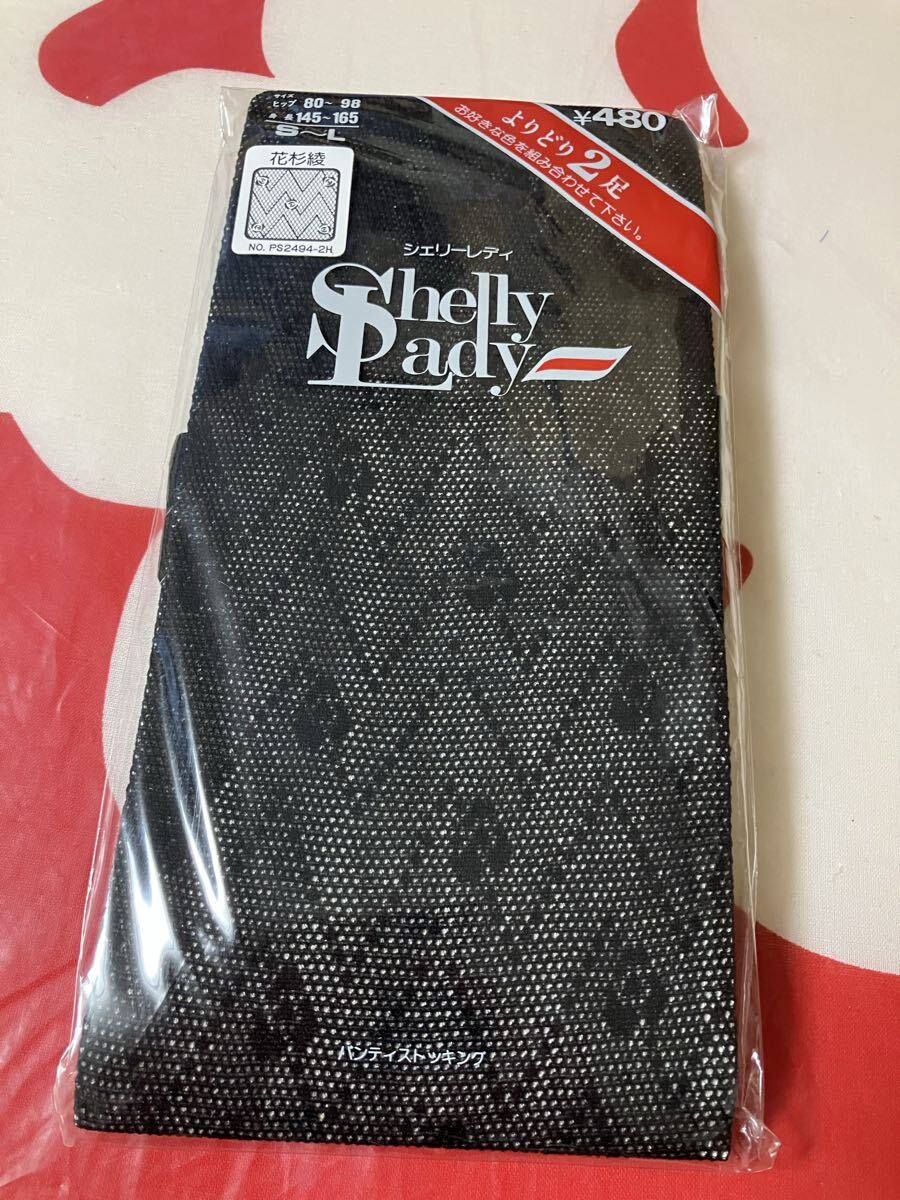 サイズ
ヒップ 80~98
身長 145~165
S~L
花杉綾
NO. PS2494-2H
¥480
よりどり2足
お好きな色を組み合わせて下さい。
シェリーレディ
Shelly
Lady
パンティストッキング